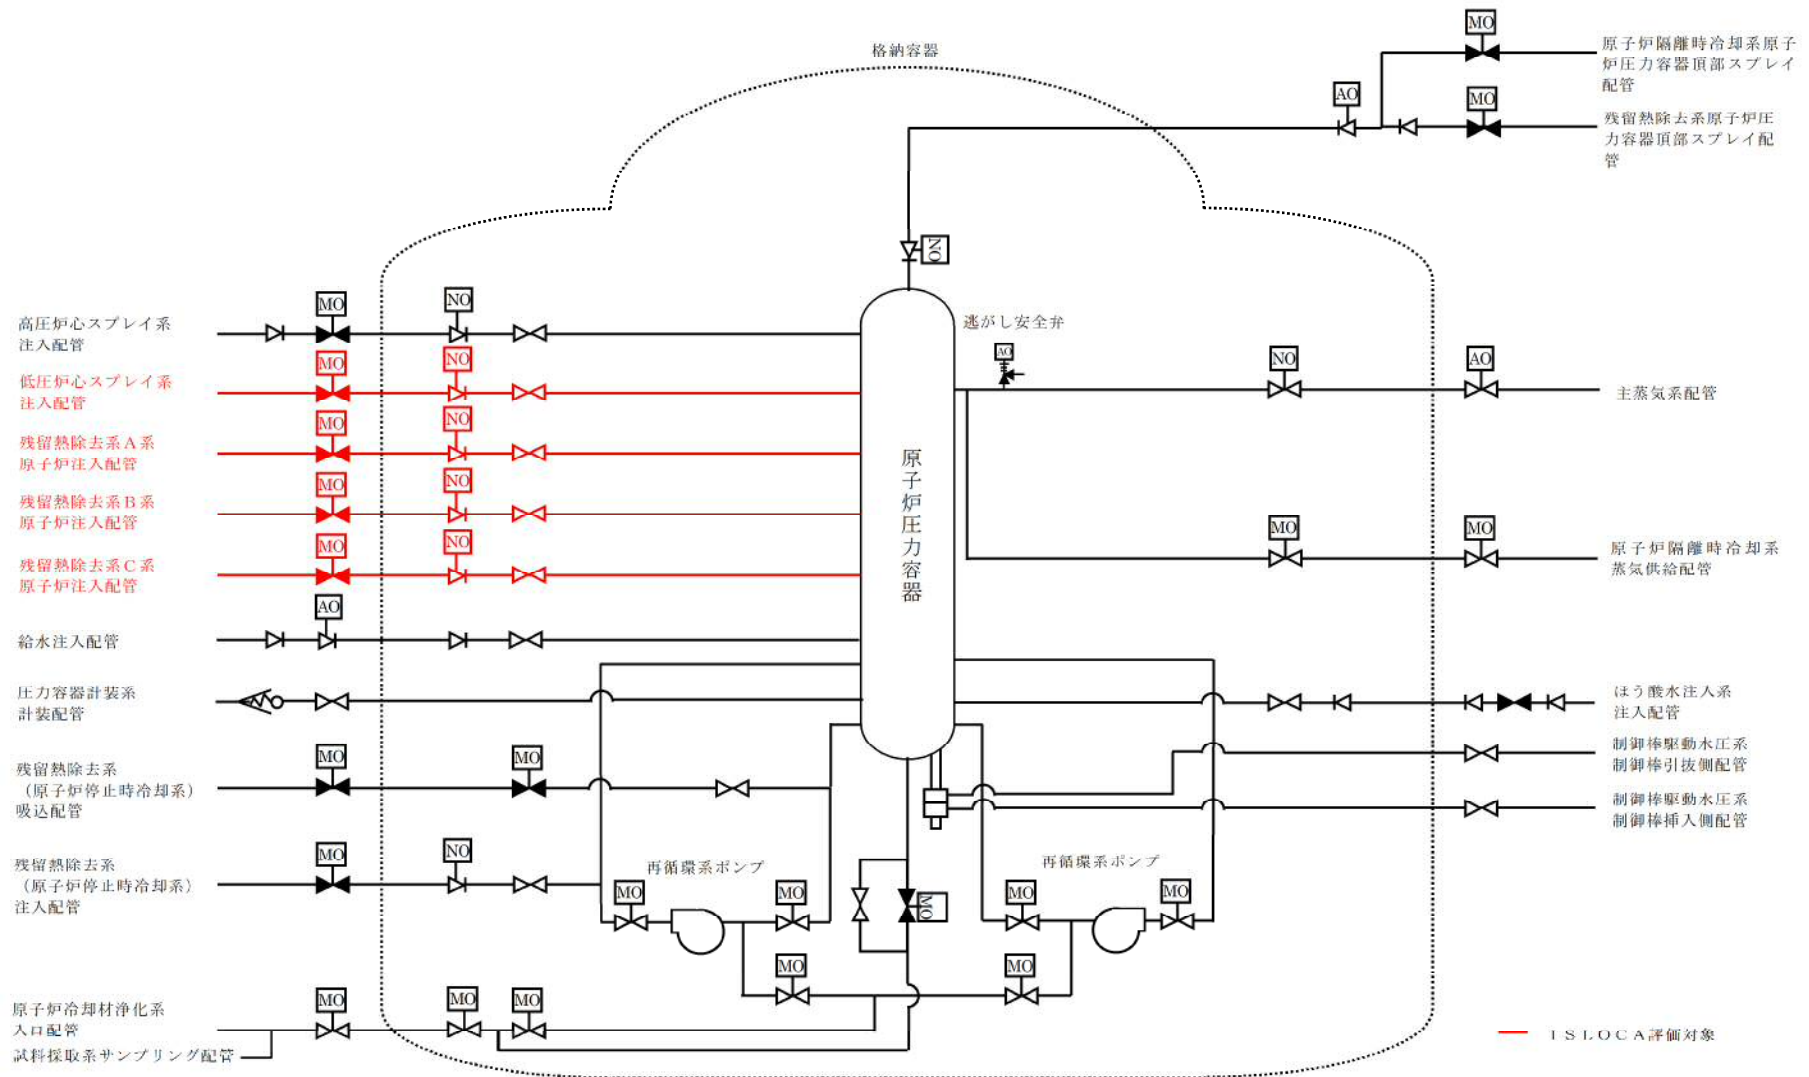 格納容器
MO
原子炉隔離時冷却系原子
炉圧力容器頂部スプレイ
配管
AO
MO
残留熱除去系原子炉圧
力容器頂部スプレイ配
管
NO
高圧炉心スプレイ系
注入配管
MO
NO
逃がし安全弁
AO
低圧炉心スプレイ系
注入配管
MO
NO
NO
AO
主蒸気系配管
残留熱除去系A系
原子炉注入配管
MO
NO
原子炉圧力容器
残留熱除去系B系
原子炉注入配管
MO
NO
MO
MO
原子炉隔離時冷却系
蒸気供給配管
残留熱除去系C系
原子炉注入配管
MO
NO
給水注入配管
AO
圧力容器計装系
計装配管
ほう酸水注入系
注入配管
残留熱除去系
(原子炉停止時冷却系)
吸込配管
MO
MO
制御棒駆動水圧系
制御棒引抜側配管
制御棒駆動水圧系
制御棒挿入側配管
残留熱除去系
(原子炉停止時冷却系)
注入配管
MO
NO
再循環系ポンプ
再循環系ポンプ
MO
MO
MO
MO
MO
MO
MO
原子炉冷却材浄化系
入口配管
MO
MO
MO
試料採取系サンプリング配管
ISLOCA評価対象